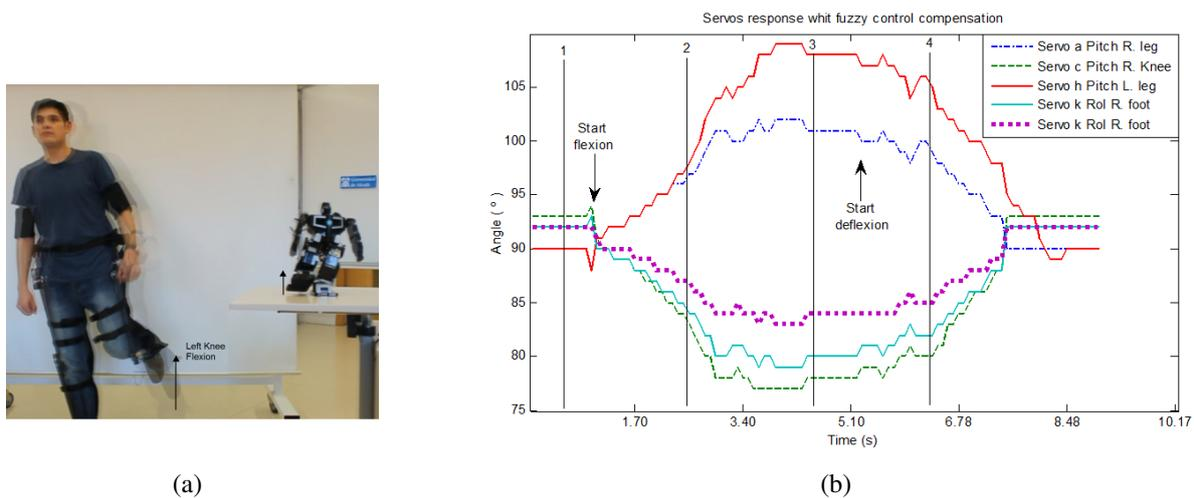 Left Knee
Flexion
(a)
Servos response whit fuzzy control compensation
1
2
3
4
Servo a Pitch R. leg
Servo c Pitch R. Knee
Servo h Pitch L. leg
Servo k Rol R. foot
Servo k Rol R. foot
Start
flexion
Start
deflexion
Angle ( º )
105
100
95
90
85
80
75
1.70
3.40
5.10
6.78
8.48
10.17
Time (s)
(b)